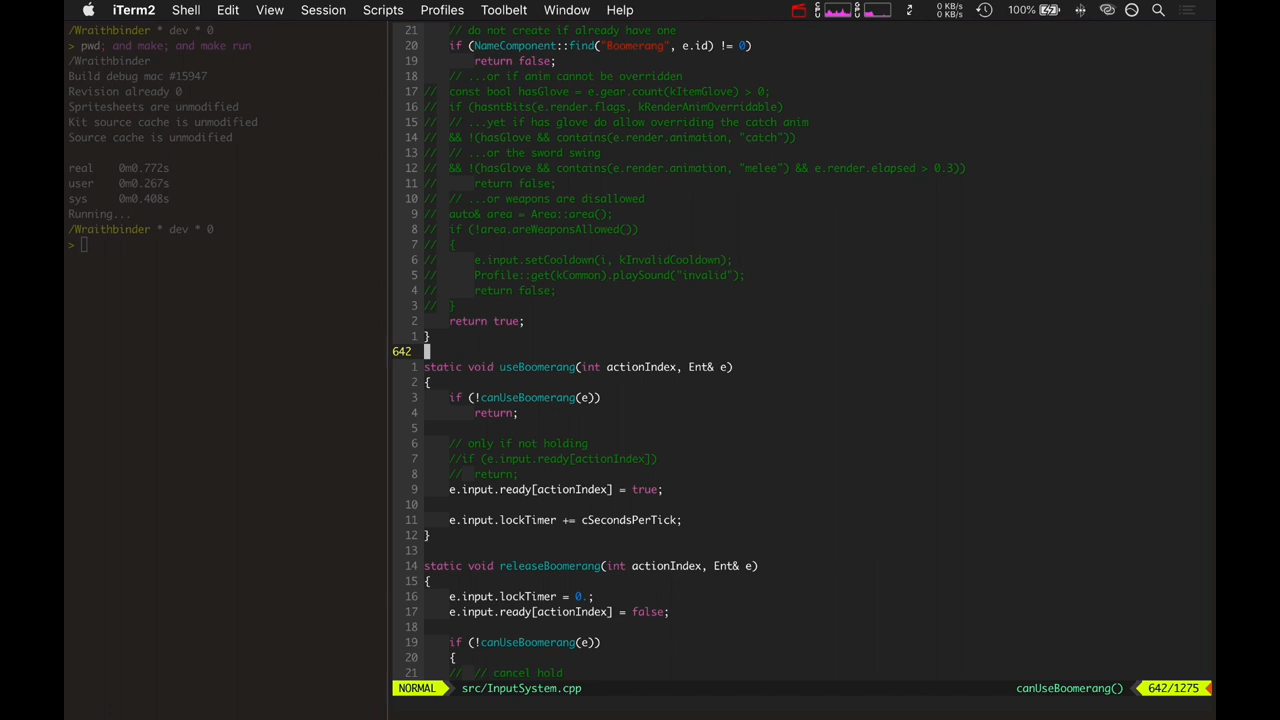 iTerm2 Shell Edit View Session Scripts Profiles Toolbelt Window Help 0 KB/s 0 KB/s 100%
/Wraithbinder * dev * 0
> pwd; and make; and make run
/Wraithbinder
Build debug mac #15947
Revision already 0
Spritesheets are unmodified
Kit source cache is unmodified
Source cache is unmodified
real 0m0.772s
user 0m0.267s
sys 0m0.408s
Running...
/Wraithbinder * dev * 0
>
21 // do not create if already have one
20 if (NameComponent::find("Boomerang", e.id) != 0)
19 return false;
18 // ...or if anim cannot be overridden
17 // const bool hasGlove = e.gear.count(kItemGlove) > 0;
16 // if (hasntBits(e.render.flags, kRenderAnimOverridable)
15 // // ...yet if has glove do allow overriding the catch anim
14 // && !(hasGlove && contains(e.render.animation, "catch"))
13 // // ...or the sword swing
12 // && !(hasGlove && contains(e.render.animation, "melee") && e.render.elapsed > 0.3))
11 // return false;
10 // // ...or weapons are disallowed
9 // auto& area = Area::area();
8 // if (!area.areWeaponsAllowed())
7 // {
6 // e.input.setCooldown(i, kInvalidCooldown);
5 // Profile::get(kCommon).playSound("invalid");
4 // return false;
3 // }
2 return true;
1 }
642
1 static void useBoomerang(int actionIndex, Ent& e)
2 {
3 if (!canUseBoomerang(e))
4 return;
5
6 // only if not holding
7 //if (e.input.ready[actionIndex])
8 // return;
9 e.input.ready[actionIndex] = true;
10
11 e.input.lockTimer += cSecondsPerTick;
12 }
13
14 static void releaseBoomerang(int actionIndex, Ent& e)
15 {
16 e.input.lockTimer = 0.;
17 e.input.ready[actionIndex] = false;
18
19 if (!canUseBoomerang(e))
20 {
21 // // cancel hold
NORMAL src/InputSystem.cpp canUseBoomerang() 642/1275